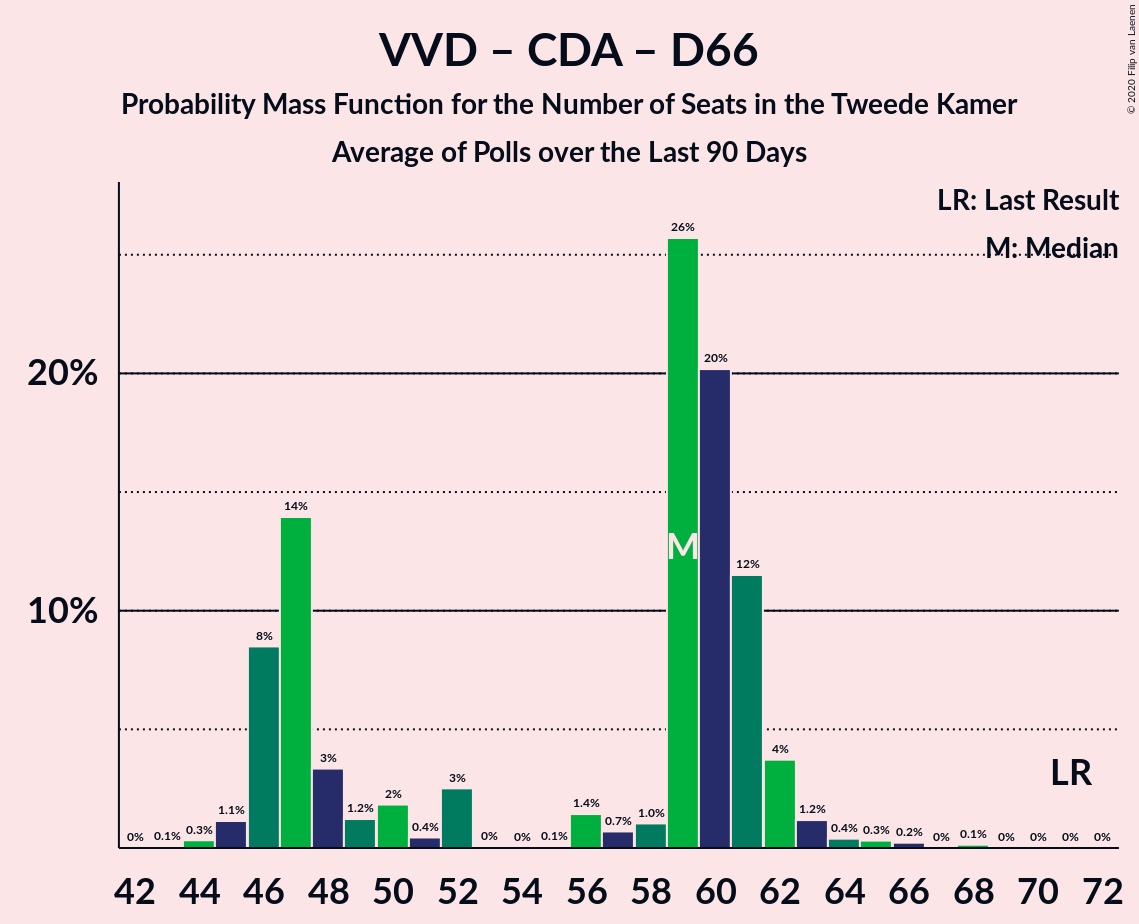 VVD – CDA – D66
Probability Mass Function for the Number of Seats in the Tweede Kamer
Average of Polls over the Last 90 Days
© 2020 Filip van Laenen
LR: Last Result
M: Median
20%
10%
0% 0.1% 0.3% 1.1% 8% 14% 3% 1.2% 2% 0.4% 3% 0% 0% 0.1% 1.4% 0.7% 1.0% 26% 20% 12% 4% 1.2% 0.4% 0.3% 0.2% 0% 0.1% 0% 0% 0% 0%
M
LR
42 44 46 48 50 52 54 56 58 60 62 64 66 68 70 72